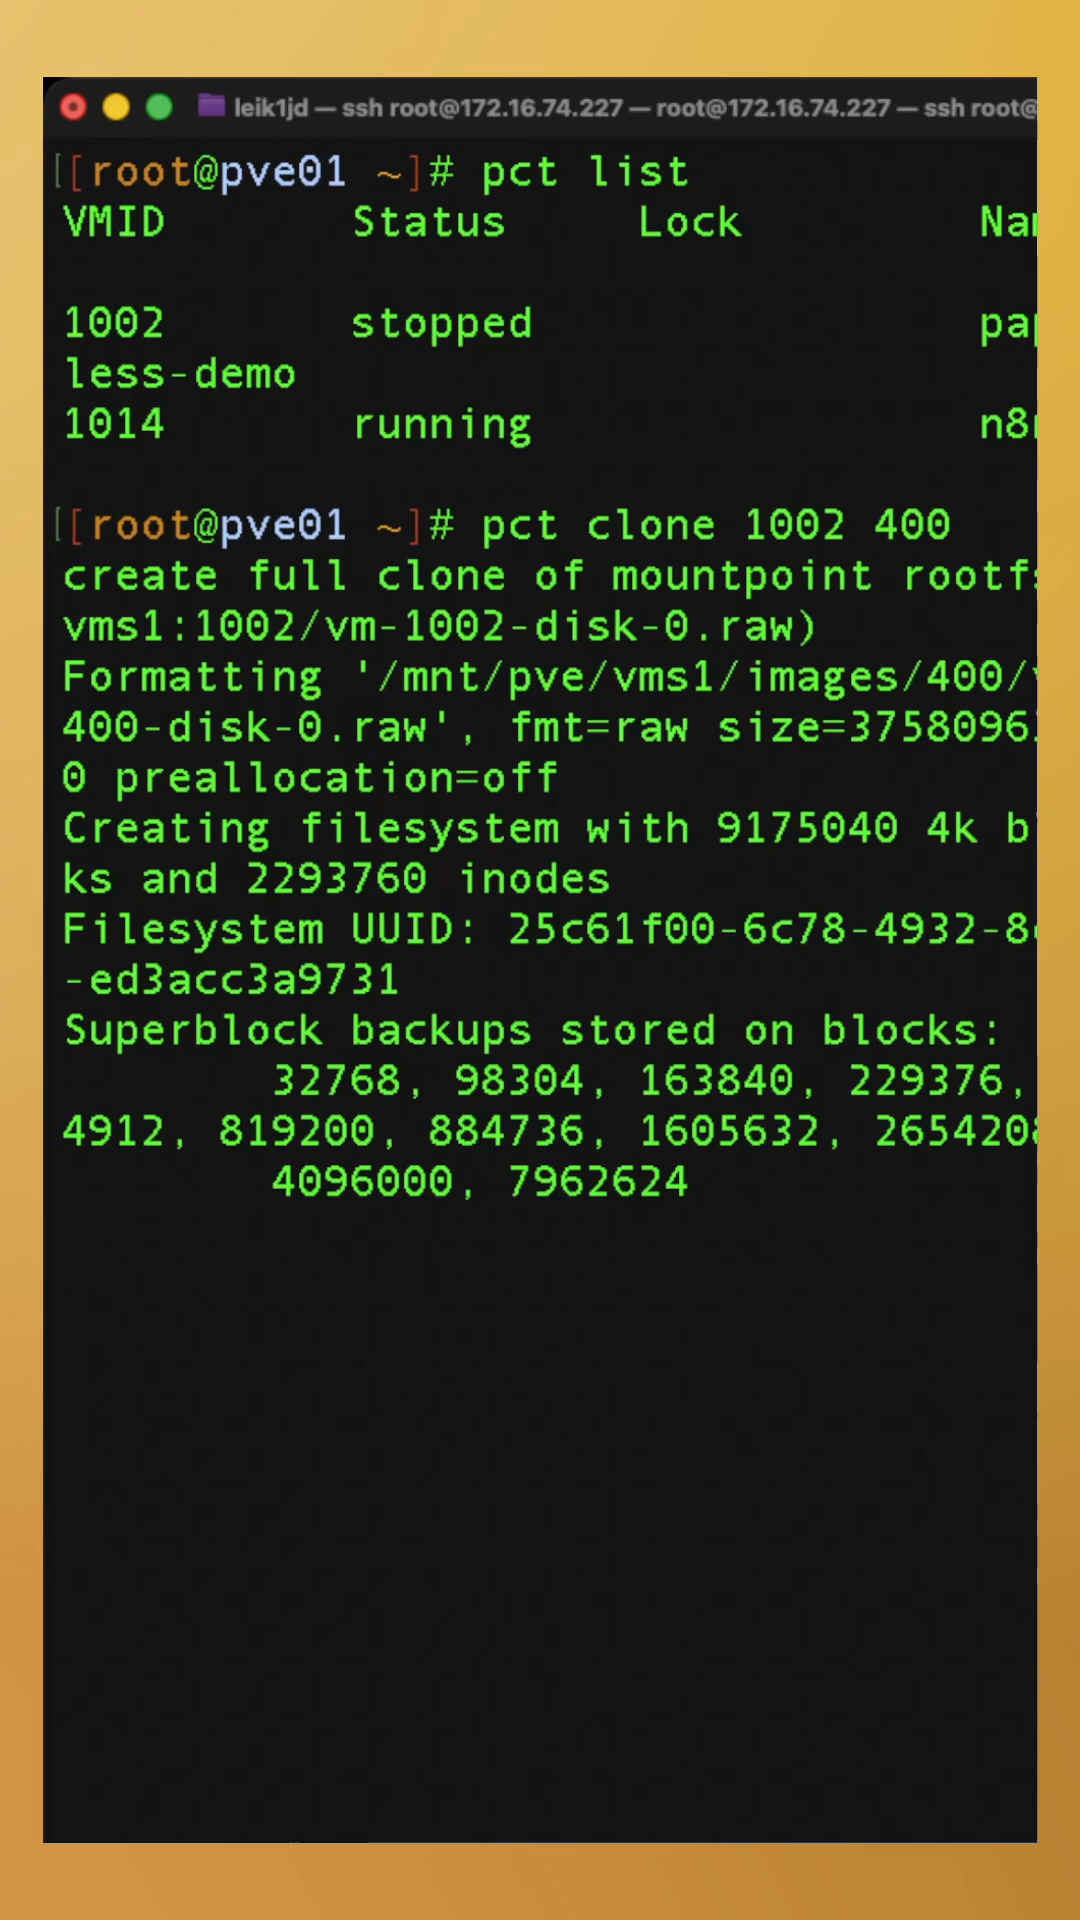 leik1jd — ssh root@172.16.74.227 — root@172.16.74.227 — ssh root@
[[root@pve01 ~]# pct list
VMID Status Lock
1002 stopped
less-demo
1014 running
[[root@pve01 ~]# pct clone 1002 400
create full clone of mountpoint
vms1:1002/vm-1002-disk-0.raw)
Formatting '/mnt/pve/vms1/images/400/
400-disk-0.raw', fmt=raw size=3758096
0 preallocation=off
Creating filesystem with 9175040 4k
ks and 2293760 inodes
Filesystem UUID: 25c61f00-6c78-4932-8
-ed3acc3a9731
Superblock backups stored on blocks:
32768, 98304, 163840, 229376,
4912, 819200, 884736, 1605632, 265420
4096000, 7962624